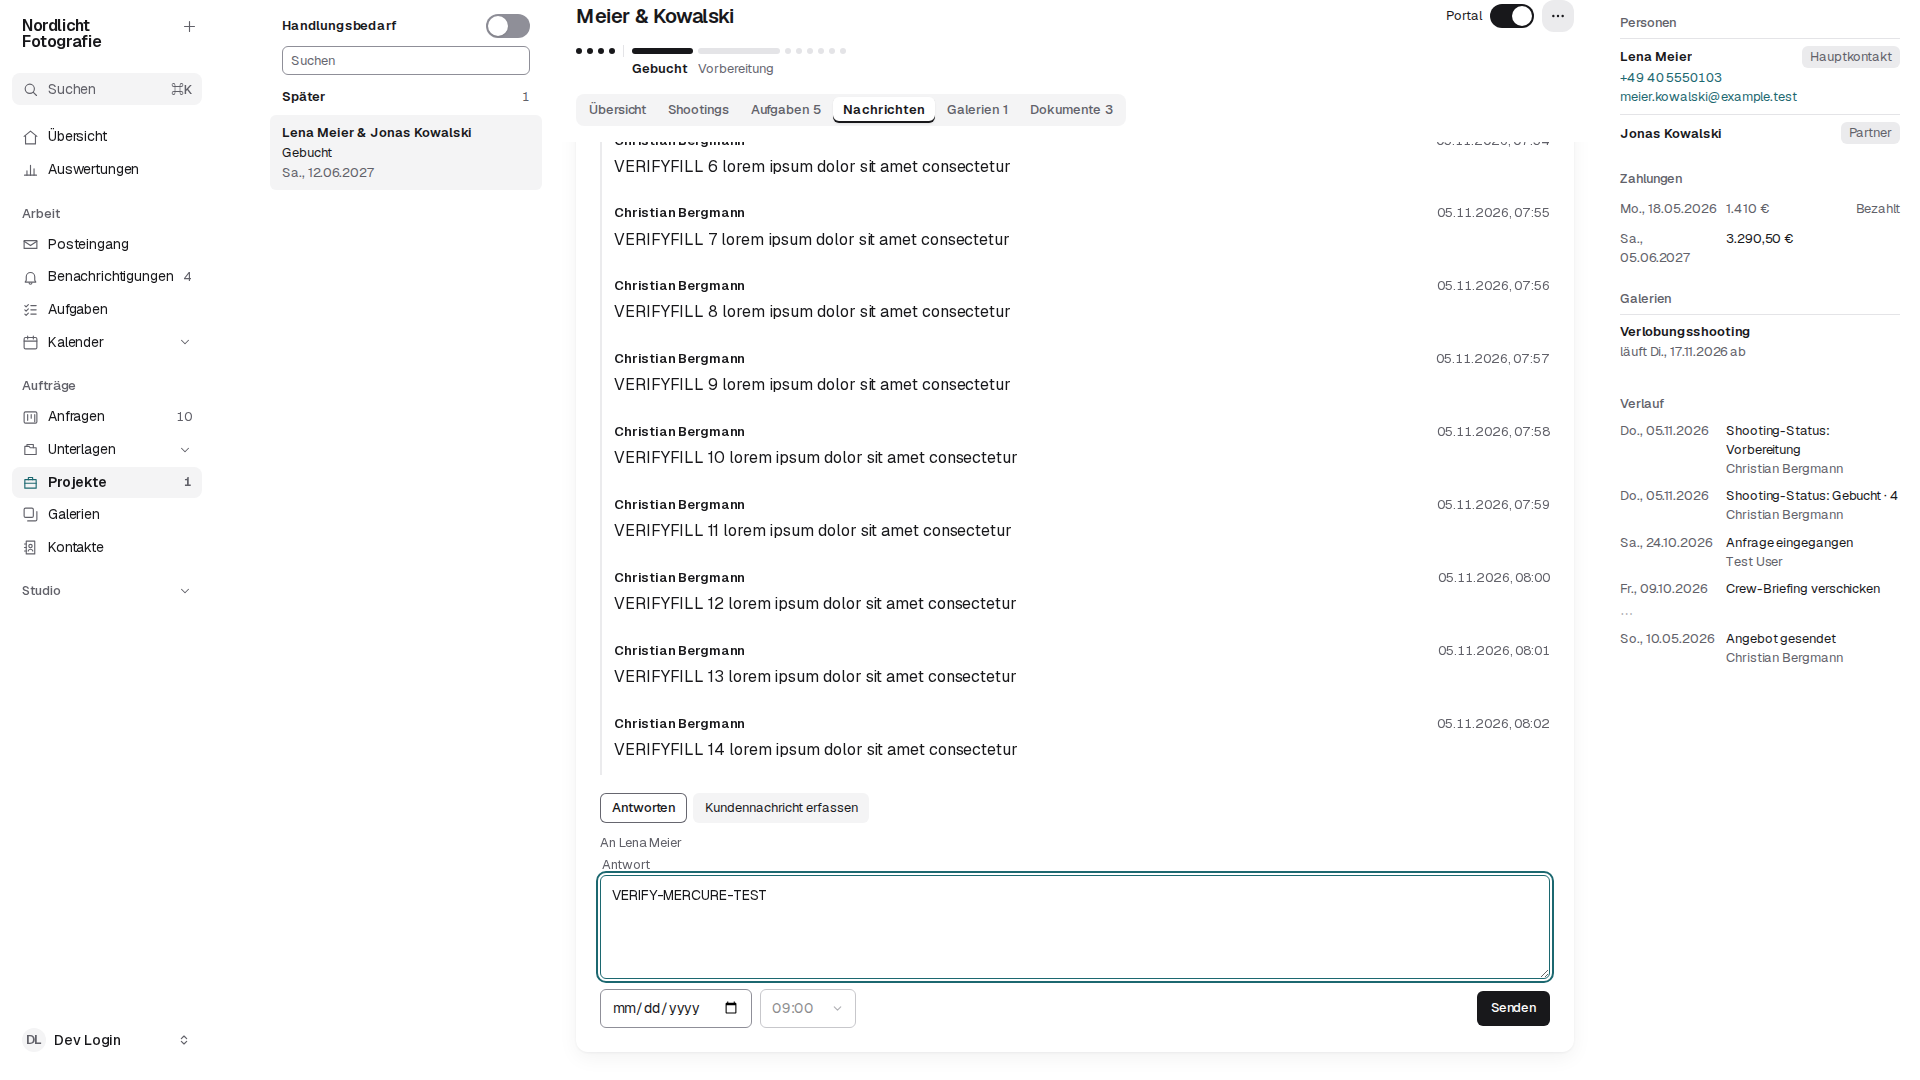 Nordlicht
Fotografie
Suchen
⌘K
Übersicht
Auswertungen
Arbeit
Posteingang
Benachrichtigungen 4
Aufgaben
Kalender
Aufträge
Anfragen 10
Unterlagen
Projekte 1
Galerien
Kontakte
Studio
DL Dev Login
Handlungsbedarf
Suchen
Später 1
Lena Meier & Jonas Kowalski
Gebucht
Sa., 12.06.2027
Meier & Kowalski
Portal
Gebucht Vorbereitung
Übersicht Shootings Aufgaben 5 Nachrichten Galerien 1 Dokumente 3
Christian Bergmann 05.11.2026, 07:54
VERIFYFILL 6 lorem ipsum dolor sit amet consectetur
Christian Bergmann 05.11.2026, 07:55
VERIFYFILL 7 lorem ipsum dolor sit amet consectetur
Christian Bergmann 05.11.2026, 07:56
VERIFYFILL 8 lorem ipsum dolor sit amet consectetur
Christian Bergmann 05.11.2026, 07:57
VERIFYFILL 9 lorem ipsum dolor sit amet consectetur
Christian Bergmann 05.11.2026, 07:58
VERIFYFILL 10 lorem ipsum dolor sit amet consectetur
Christian Bergmann 05.11.2026, 07:59
VERIFYFILL 11 lorem ipsum dolor sit amet consectetur
Christian Bergmann 05.11.2026, 08:00
VERIFYFILL 12 lorem ipsum dolor sit amet consectetur
Christian Bergmann 05.11.2026, 08:01
VERIFYFILL 13 lorem ipsum dolor sit amet consectetur
Christian Bergmann 05.11.2026, 08:02
VERIFYFILL 14 lorem ipsum dolor sit amet consectetur
Antworten Kundennachricht erfassen
An Lena Meier
Antwort
VERIFY-MERCURE-TEST
mm/dd/yyyy 09:00 Senden
Personen
Lena Meier Hauptkontakt
+49 40 5550103
meier.kowalski@example.test
Jonas Kowalski Partner
Zahlungen
Mo., 18.05.2026 1.410 € Bezahlt
Sa., 05.06.2027 3.290,50 €
Galerien
Verlobungsshooting
läuft Di., 17.11.2026 ab
Verlauf
Do., 05.11.2026 Shooting-Status:
Vorbereitung
Christian Bergmann
Do., 05.11.2026 Shooting-Status: Gebucht · 4
Christian Bergmann
Sa., 24.10.2026 Anfrage eingegangen
Test User
Fr., 09.10.2026 Crew-Briefing verschicken
...
So., 10.05.2026 Angebot gesendet
Christian Bergmann